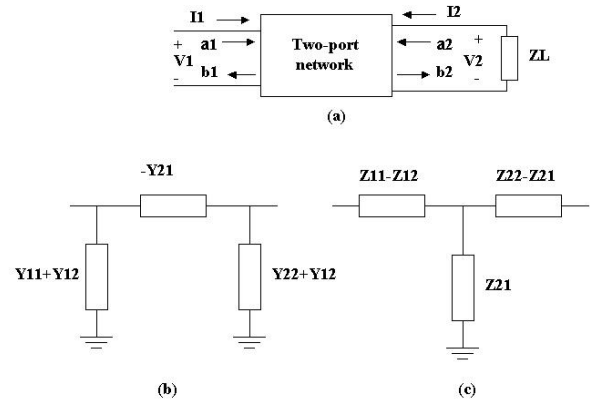 I1
I2
+
a1
V1
-
b1
Two-port
network
a2
+
V2
-
b2
ZL
(a)
-Y21
Y11+Y12
Y22+Y12
(b)
Z11-Z12
Z22-Z21
Z21
(c)